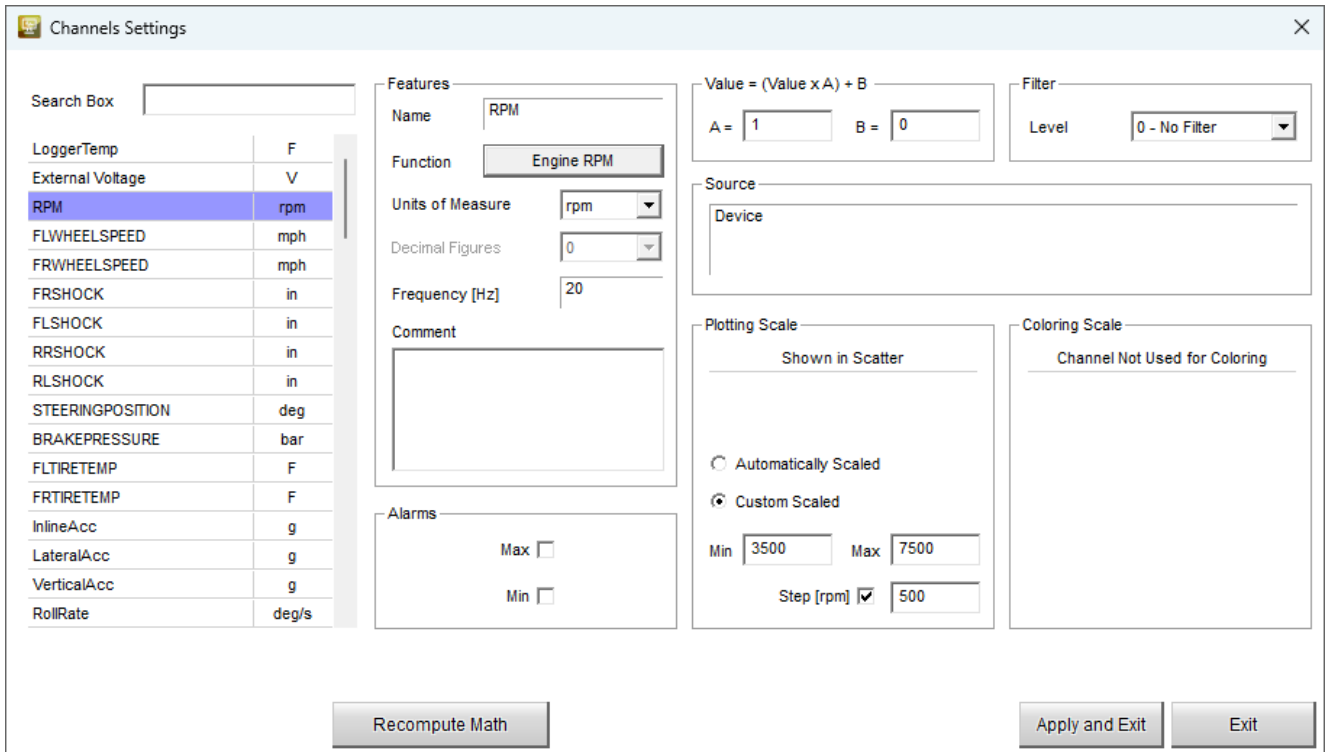 Channels Settings
Search Box
LoggerTemp F
External Voltage V
RPM rpm
FLWHEELSPEED mph
FRWHEELSPEED mph
FRSHOCK in
FLSHOCK in
RRSHOCK in
RLSHOCK in
STEERINGPOSITION deg
BRAKEPRESSURE bar
FLTIRETEMP F
FRTIRETEMP F
InlineAcc g
LateralAcc g
VerticalAcc g
RollRate deg/s
Features
Name RPM
Function Engine RPM
Units of Measure rpm
Decimal Figures 0
Frequency [Hz] 20
Comment
Alarms
Max
Min
Value = (Value x A) + B
A = 1 B = 0
Filter
Level 0 - No Filter
Source
Device
Plotting Scale
Shown in Scatter
Automatically Scaled
Custom Scaled
Min 3500 Max 7500
Step [rpm] 500
Coloring Scale
Channel Not Used for Coloring
Recompute Math
Apply and Exit
Exit